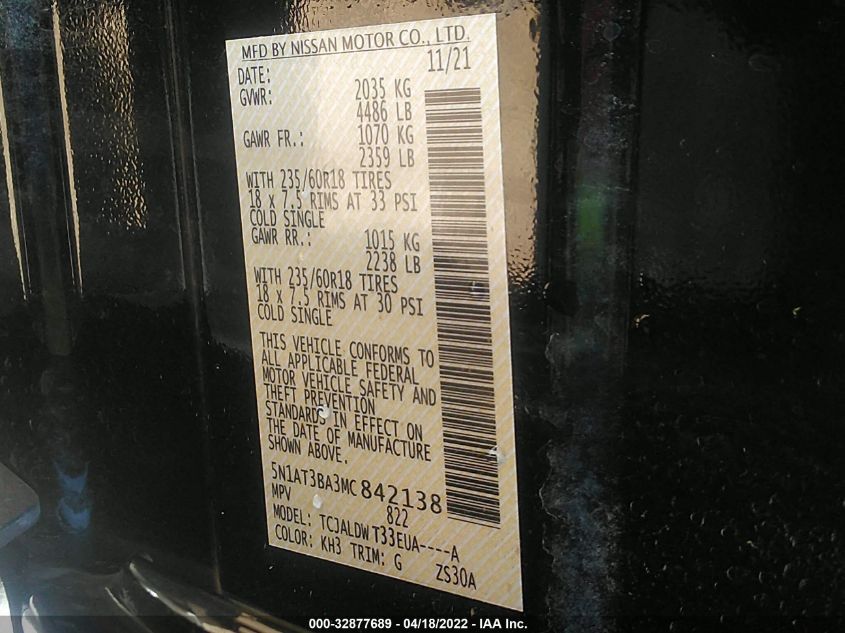 MFD BY NISSAN MOTOR CO., LTD.
DATE: 11/21
GVWR: 2035 KG
4486 LB
GAWR FR.: 1070 KG
2359 LB
WITH 235/60R18 TIRES
18 x 7.5 RIMS AT 33 PSI
COLD SINGLE
GAWR RR.: 1015 KG
2238 LB
WITH 235/60R18 TIRES
18 x 7.5 RIMS AT 30 PSI
COLD SINGLE
THIS VEHICLE CONFORMS TO
ALL APPLICABLE FEDERAL
MOTOR VEHICLE SAFETY AND
THEFT PREVENTION
STANDARDS IN EFFECT ON
THE DATE OF MANUFACTURE
SHOWN ABOVE.
5N1AT3BA3MC842138
MPV 822
MODEL: TCJALDWT33EUA----A
COLOR: KH3 TRIM: G ZS30A
000-32877689 - 04/18/2022 - IAA Inc.